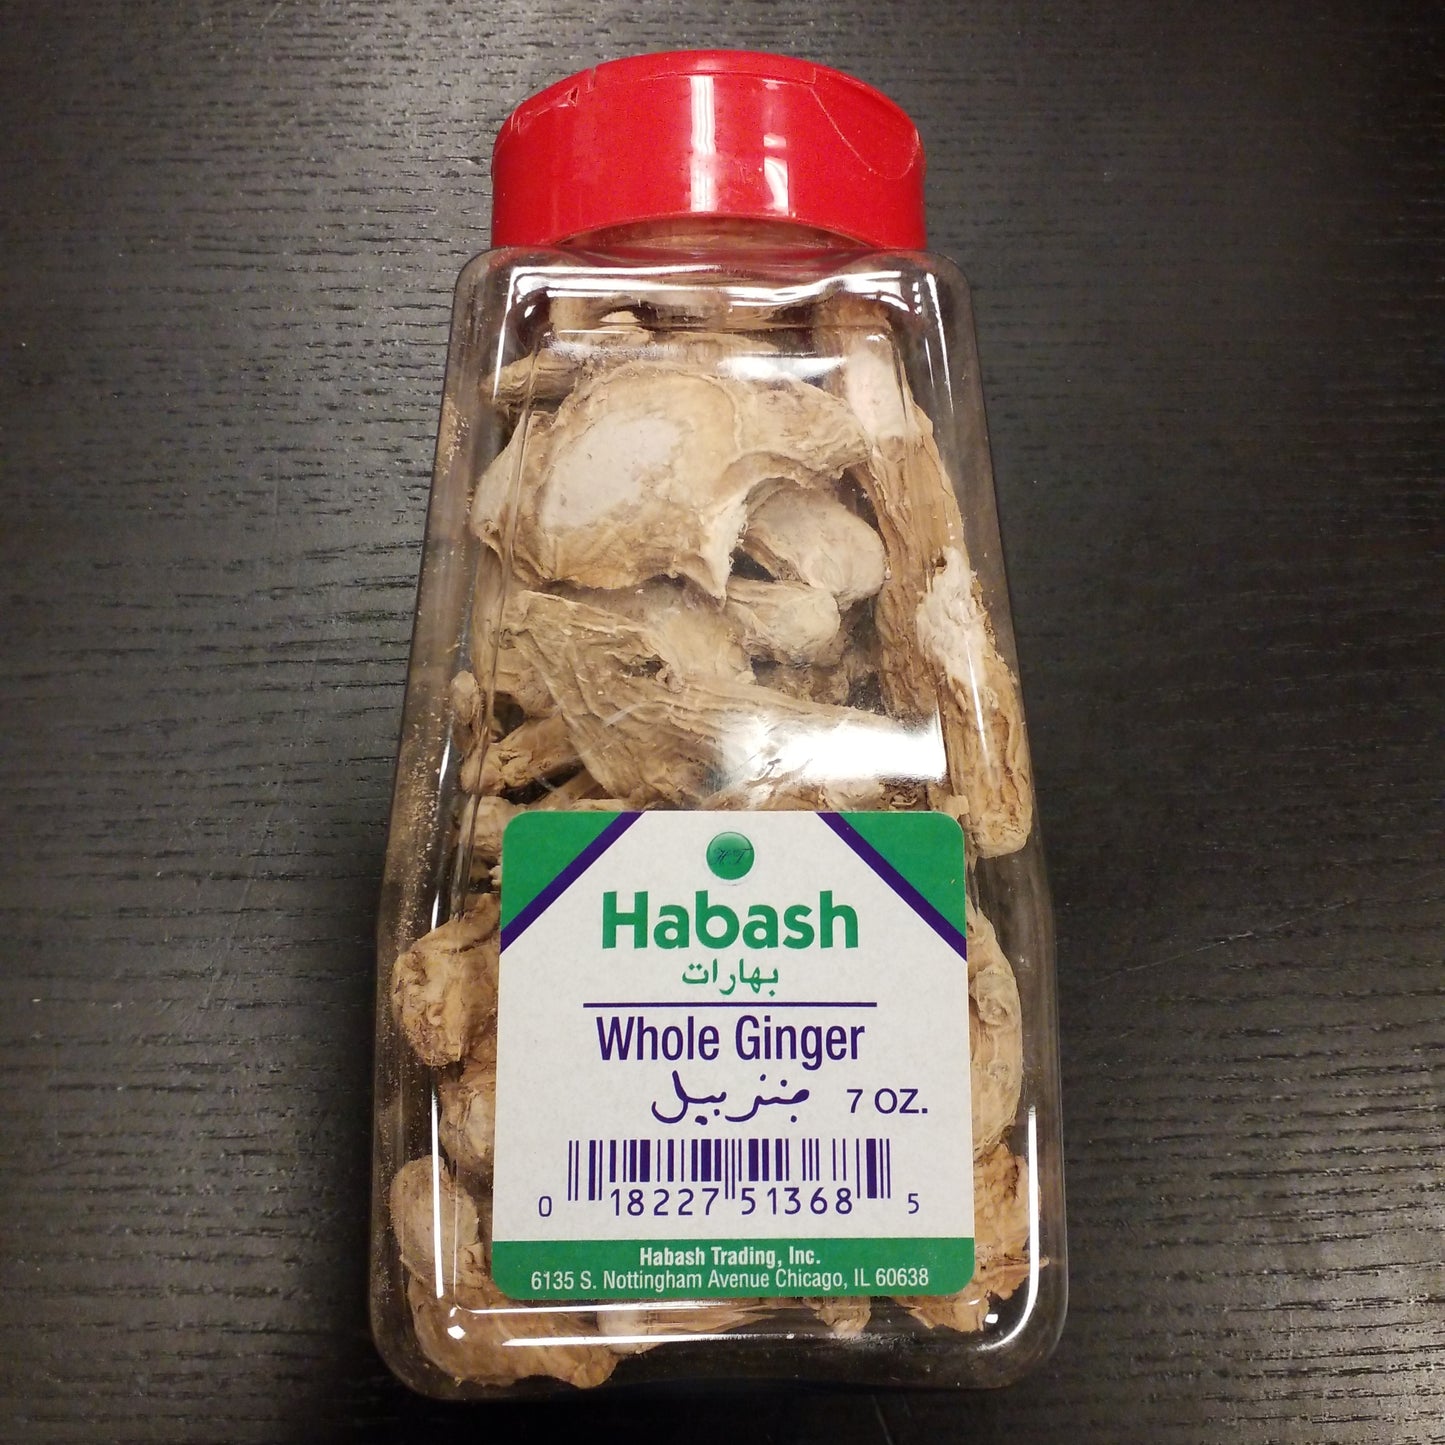 HT
Habash
بهارات
Whole Ginger
جنزبيل 7 OZ.
0 18227 51368 5
Habash Trading, Inc.
6135 S. Nottingham Avenue Chicago, IL 60638